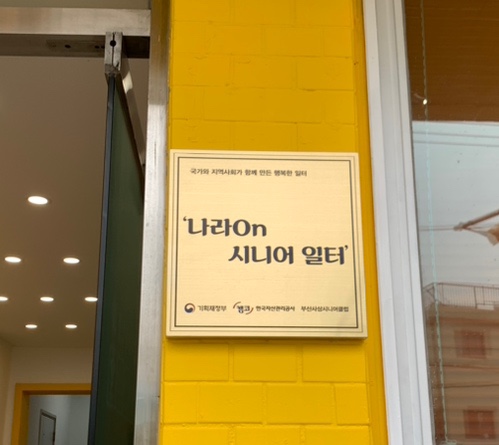 국가와 지역사회가 함께 만든 행복한 일터
‘나라On
시니어 일터’
기획재정부 캠코 한국자산관리공사 부산사상시니어클럽